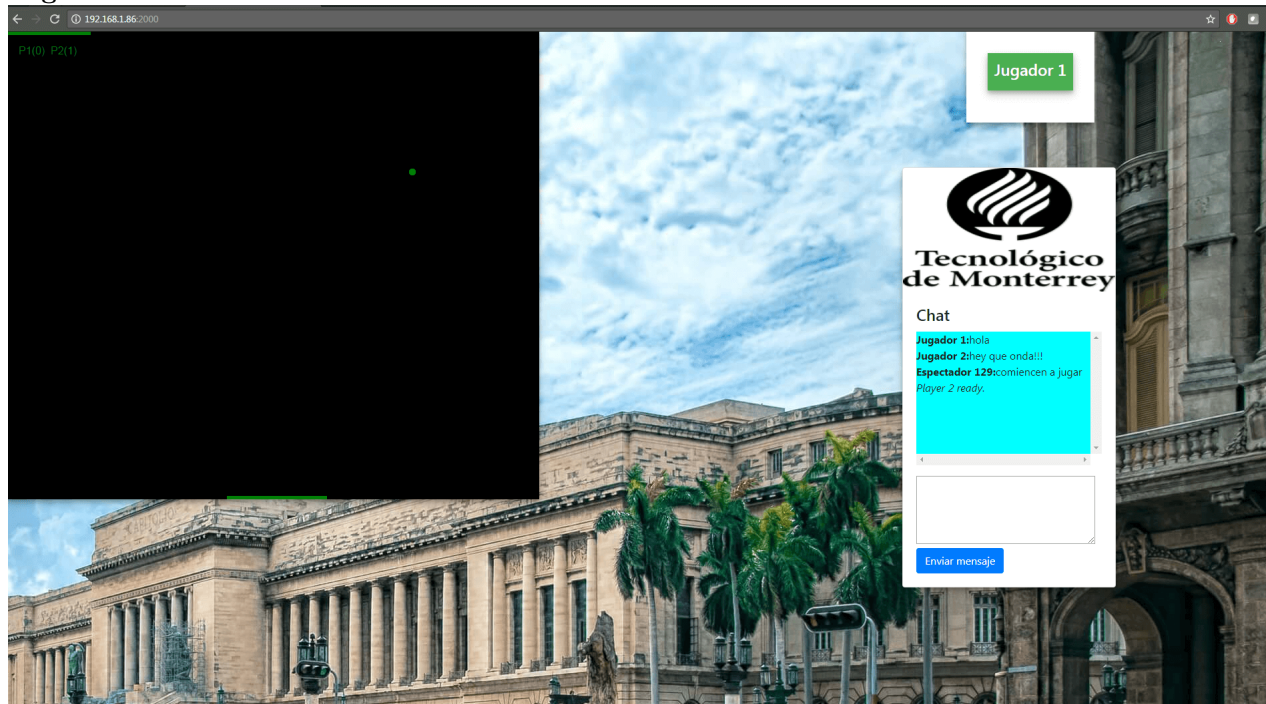 192.168.1.86:2000
P1(0) P2(1)
Jugador 1
Tecnológico
de Monterrey
Chat
Jugador 1:hola
Jugador 2:hey que onda!!!
Espectador 129:comiencen a jugar
Player 2 ready.
Enviar mensaje